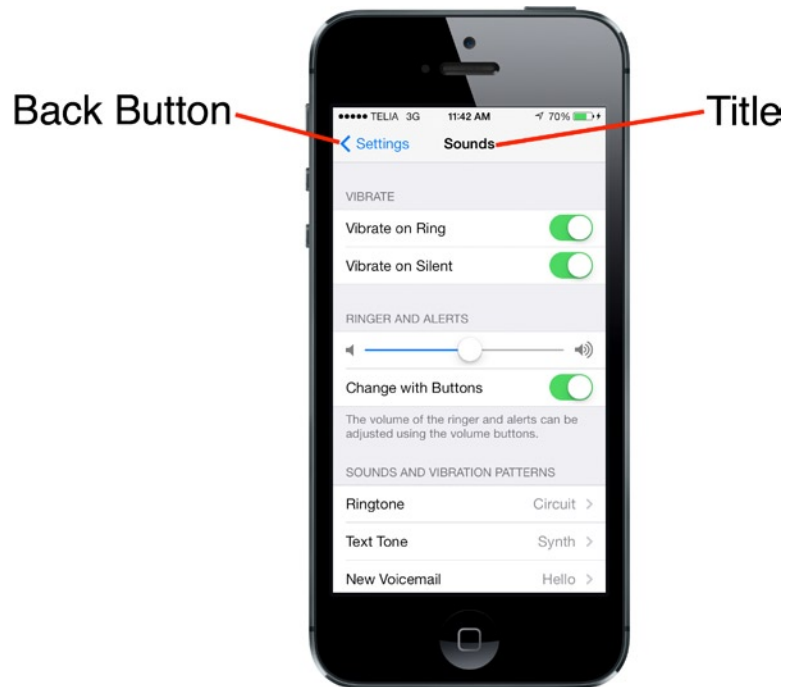 Back Button
Title
TELIA 3G 11:42 AM 70%
Settings Sounds
VIBRATE
Vibrate on Ring
Vibrate on Silent
RINGER AND ALERTS
Change with Buttons
The volume of the ringer and alerts can be
adjusted using the volume buttons.
SOUNDS AND VIBRATION PATTERNS
Ringtone Circuit
Text Tone Synth
New Voicemail Hello